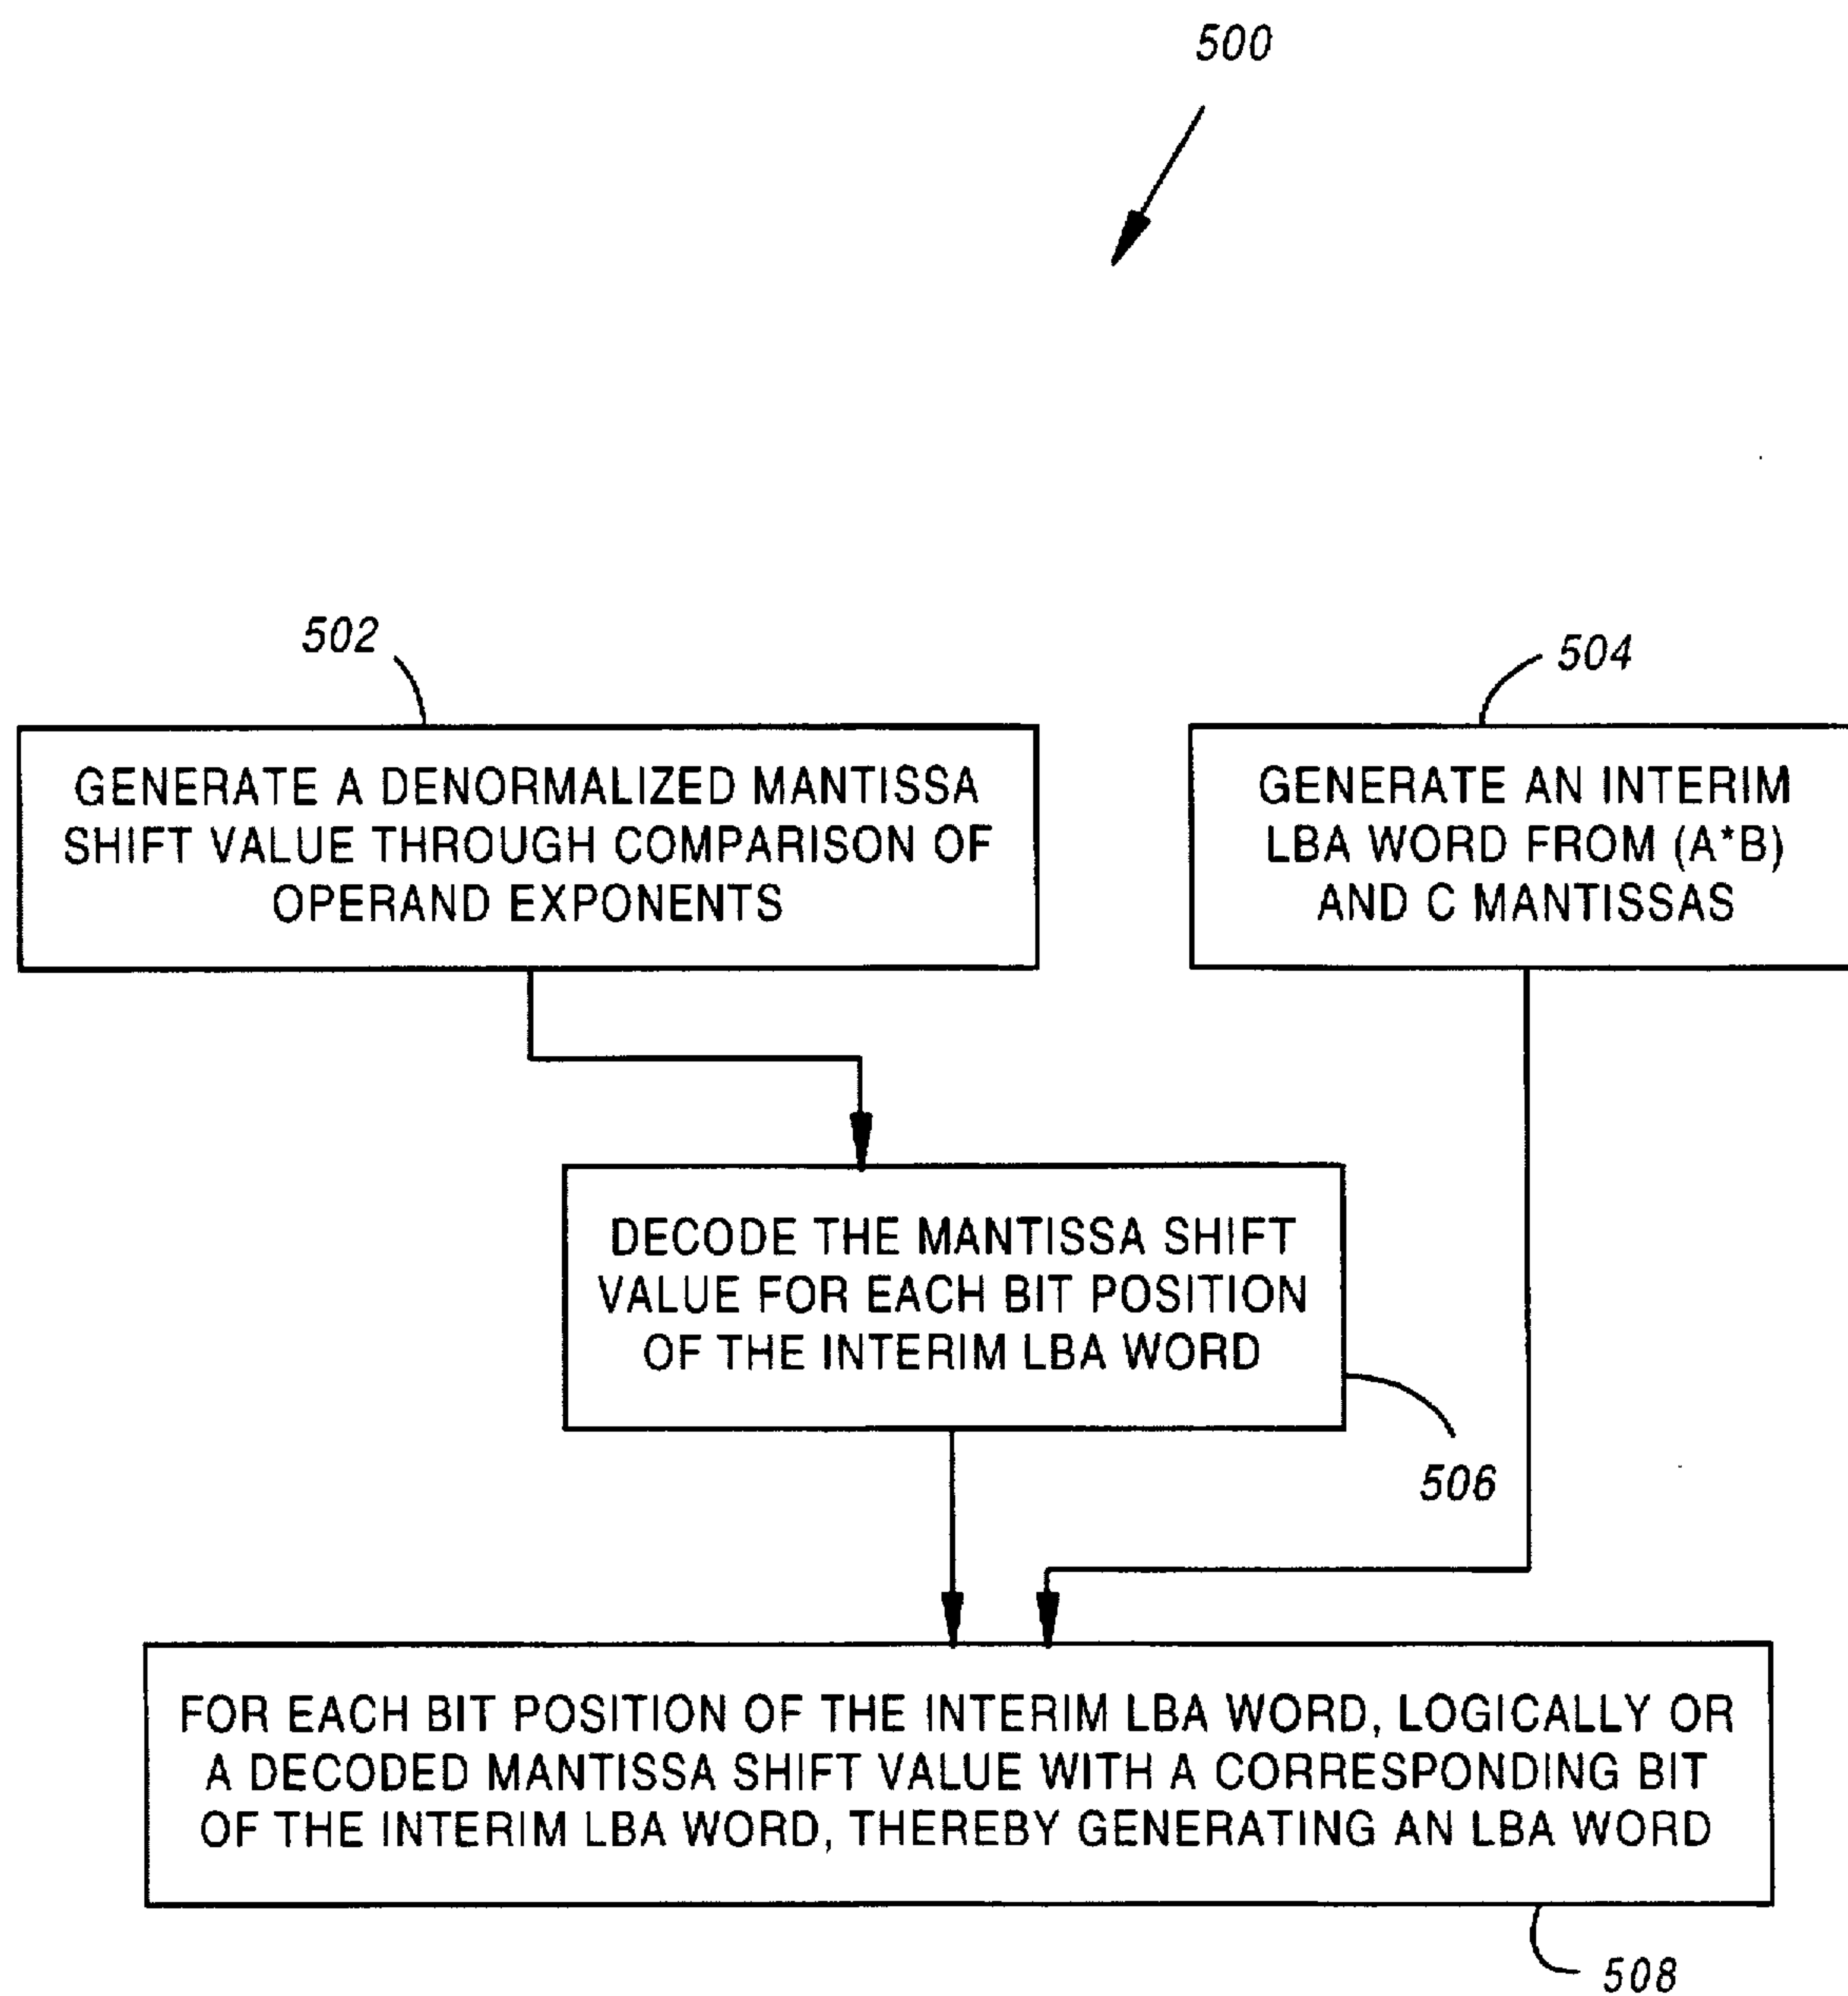 500
502
504
GENERATE A DENORMALIZED MANTISSA
SHIFT VALUE THROUGH COMPARISON OF
OPERAND EXPONENTS
GENERATE AN INTERIM
LBA WORD FROM (A*B)
AND C MANTISSAS
DECODE THE MANTISSA SHIFT
VALUE FOR EACH BIT POSITION
OF THE INTERIM LBA WORD
506
FOR EACH BIT POSITION OF THE INTERIM LBA WORD, LOGICALLY OR
A DECODED MANTISSA SHIFT VALUE WITH A CORRESPONDING BIT
OF THE INTERIM LBA WORD, THEREBY GENERATING AN LBA WORD
508